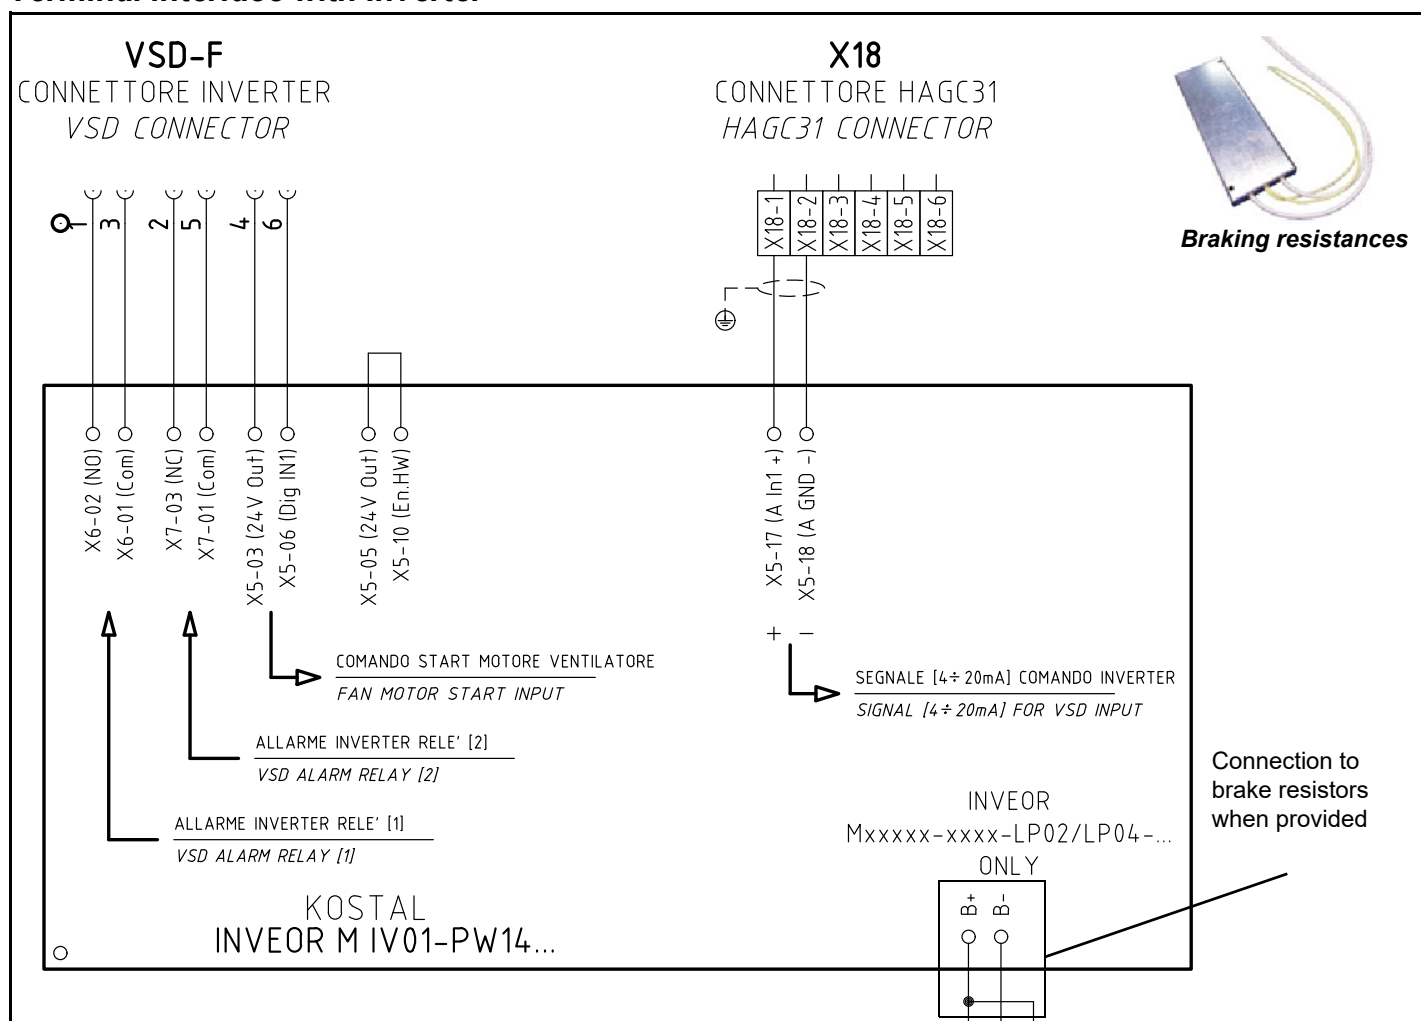 VSD-F
CONNETTORE INVERTER
VSD CONNECTOR
X18
CONNETTORE HAGC31
HAGC31 CONNECTOR
Braking resistances
1
3
2
5
4
6
X18-1
X18-2
X18-3
X18-4
X18-5
X18-6
X6-02 (NO)
X6-01 (Com)
X7-03 (NC)
X7-01 (Com)
X5-03 (24V Out)
X5-06 (Dig IN1)
X5-05 (24V Out)
X5-10 (En.HW)
X5-17 (A In1 +)
X5-18 (A GND -)
+ −
COMANDO START MOTORE VENTILATORE
FAN MOTOR START INPUT
SEGNALE [4÷20mA] COMANDO INVERTER
SIGNAL [4÷20mA] FOR VSD INPUT
ALLARME INVERTER RELE' [2]
VSD ALARM RELAY [2]
ALLARME INVERTER RELE' [1]
VSD ALARM RELAY [1]
Connection to
brake resistors
when provided
INVEOR
Mxxxxx-xxxx-LP02/LP04-...
ONLY
B+
B-
KOSTAL
INVEOR M IV01-PW14...